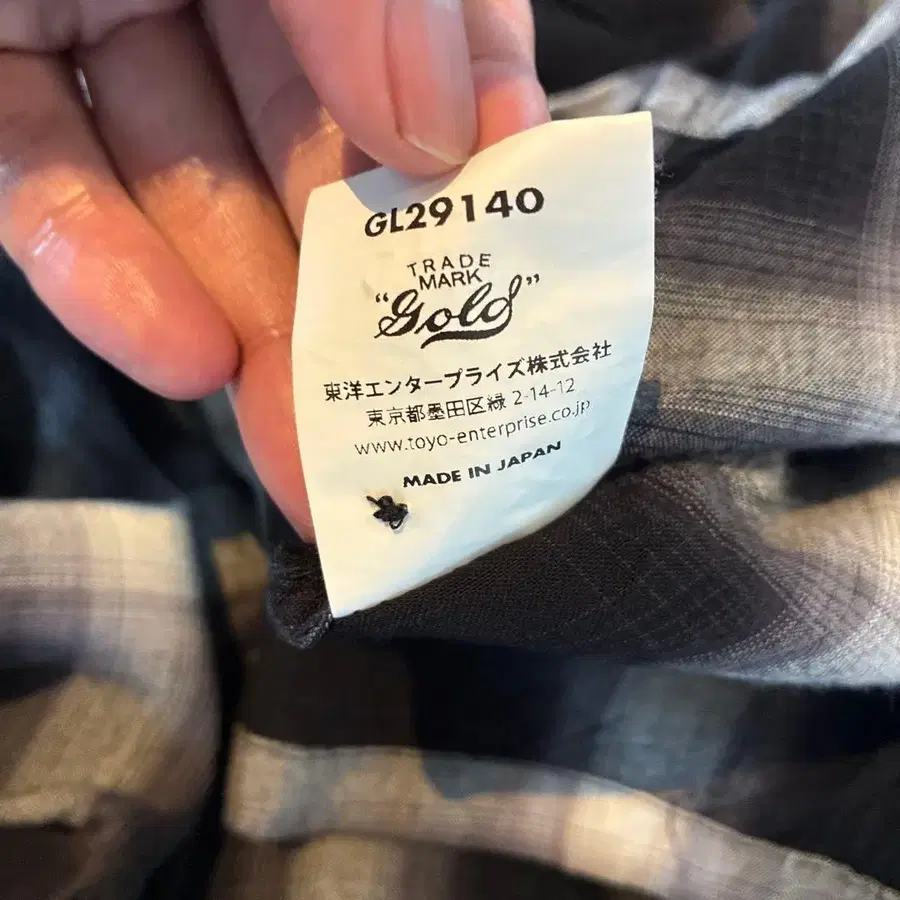 GL29140
TRADE
MARK
"Gold"
東洋エンタープライズ株式会社
東京都墨田区緑 2-14-12
www.toyo-enterprise.co.jp
MADE IN JAPAN